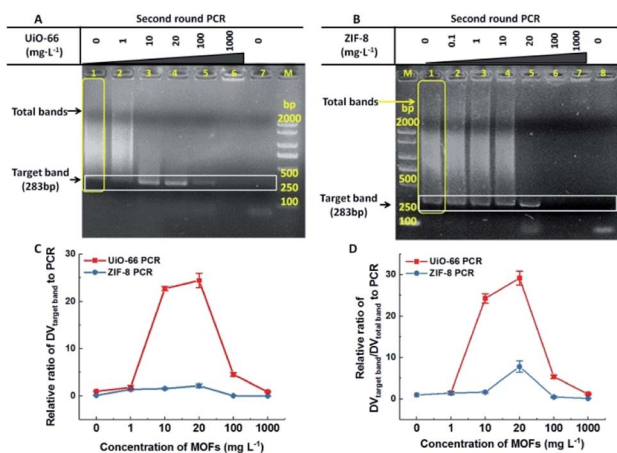 A
Second round PCR
UiO-66
(mg·L⁻¹)
0 1 10 20 100 1000 0
1 2 3 4 5 6 7 M
Total bands
bp
2000
500
250
100
Target band
(283bp)
B
Second round PCR
ZIF-8
(mg·L⁻¹)
0 0.1 1 10 20 100 1000 0
M 1 2 3 4 5 6 7 8
Total bands
bp
2000
500
250
100
Target band
(283bp)
C
UiO-66 PCR
ZIF-8 PCR
Relative ratio of DVtarget band to PCR
30
20
10
0
0 1 10 20 100 1000
Concentration of MOFs (mg L⁻¹)
D
UiO-66 PCR
ZIF-8 PCR
Relative ratio of
DVtarget band/DVtotal band to PCR
30
20
10
0
0 1 10 20 100 1000
Concentration of MOFs (mg L⁻¹)